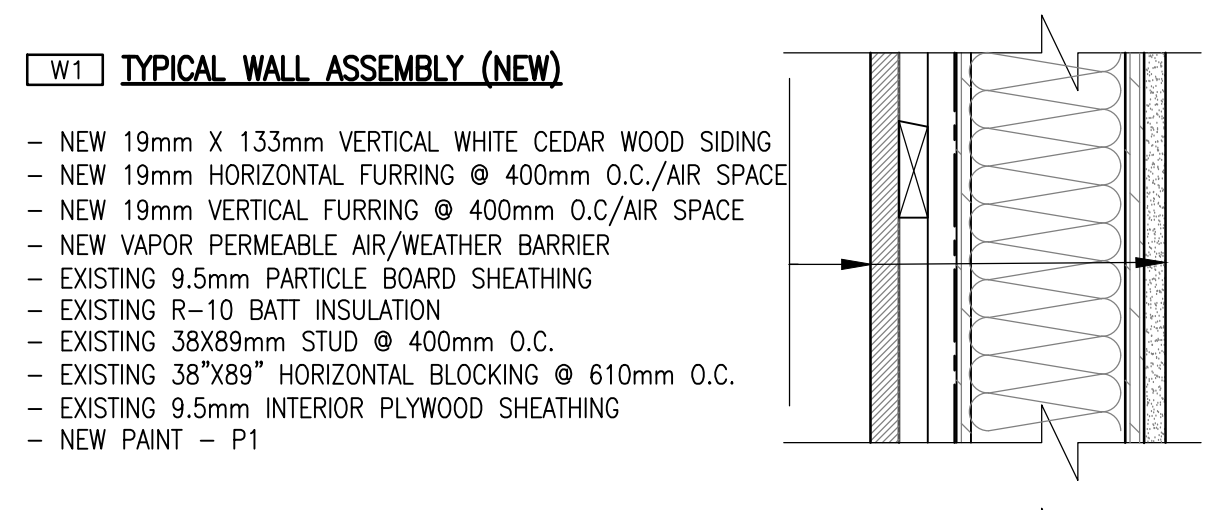 W1 TYPICAL WALL ASSEMBLY (NEW)
– NEW 19mm X 133mm VERTICAL WHITE CEDAR WOOD SIDING
– NEW 19mm HORIZONTAL FURRING @ 400mm O.C./AIR SPACE
– NEW 19mm VERTICAL FURRING @ 400mm O.C/AIR SPACE
– NEW VAPOR PERMEABLE AIR/WEATHER BARRIER
– EXISTING 9.5mm PARTICLE BOARD SHEATHING
– EXISTING R-10 BATT INSULATION
– EXISTING 38X89mm STUD @ 400mm O.C.
– EXISTING 38"X89" HORIZONTAL BLOCKING @ 610mm O.C.
– EXISTING 9.5mm INTERIOR PLYWOOD SHEATHING
– NEW PAINT – P1